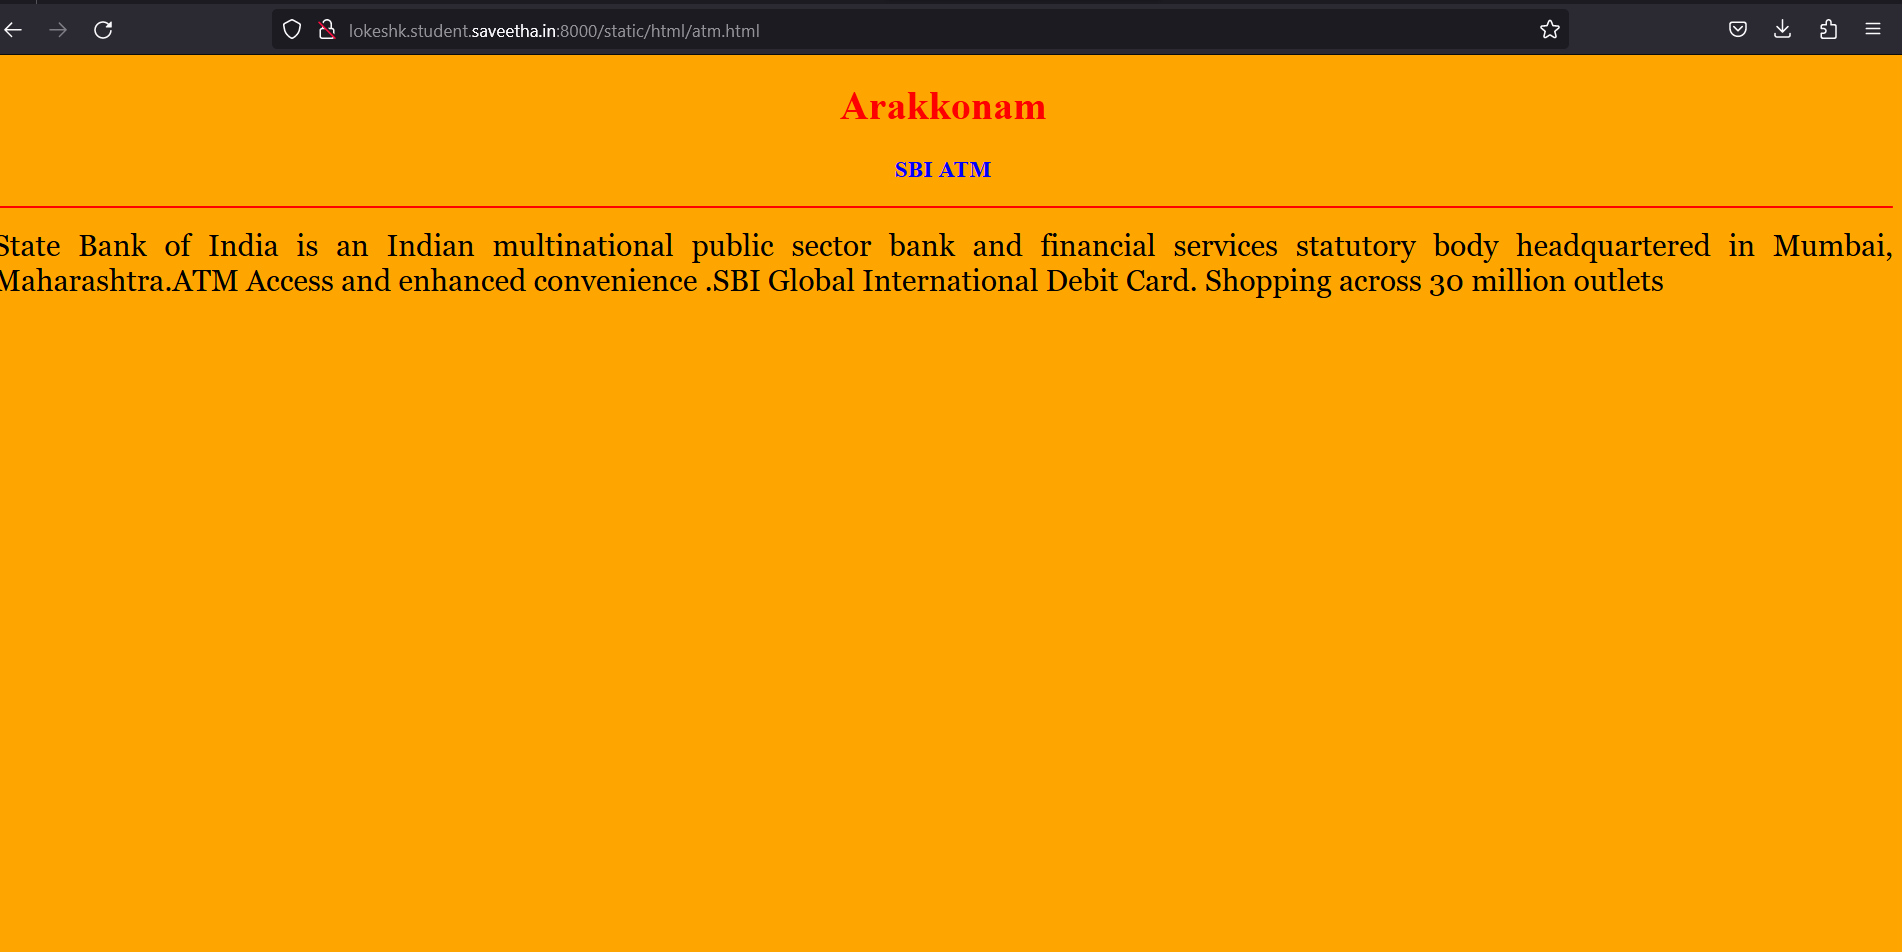 lokeshk.student.saveetha.in:8000/static/html/atm.html
Arakkonam
SBI ATM
State Bank of India is an Indian multinational public sector bank and financial services statutory body headquartered in Mumbai,
Maharashtra.ATM Access and enhanced convenience .SBI Global International Debit Card. Shopping across 30 million outlets